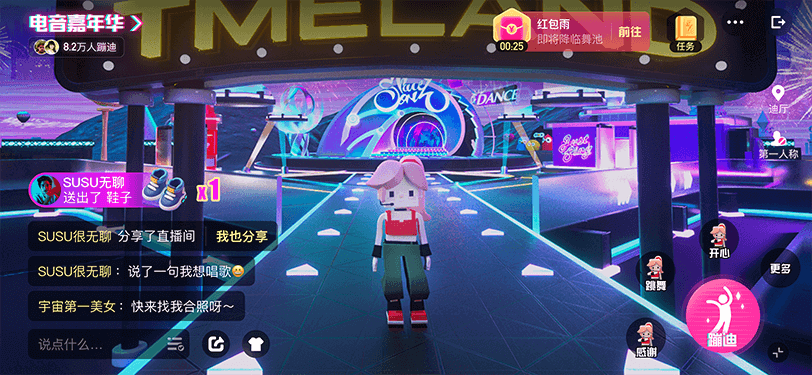 TMELAND
电音嘉年华
8.2万人蹦迪
00:25
红包雨
即将降临舞池
前往
任务
DANCE
迪厅
第一人称
SUSU无聊
送出了 鞋子
x1
SUSU很无聊 分享了直播间 我也分享
SUSU很无聊：说了一句我想唱歌
宇宙第一美女：快来找我合照呀～
说点什么...
开心
跳舞
更多
蹦迪
感谢